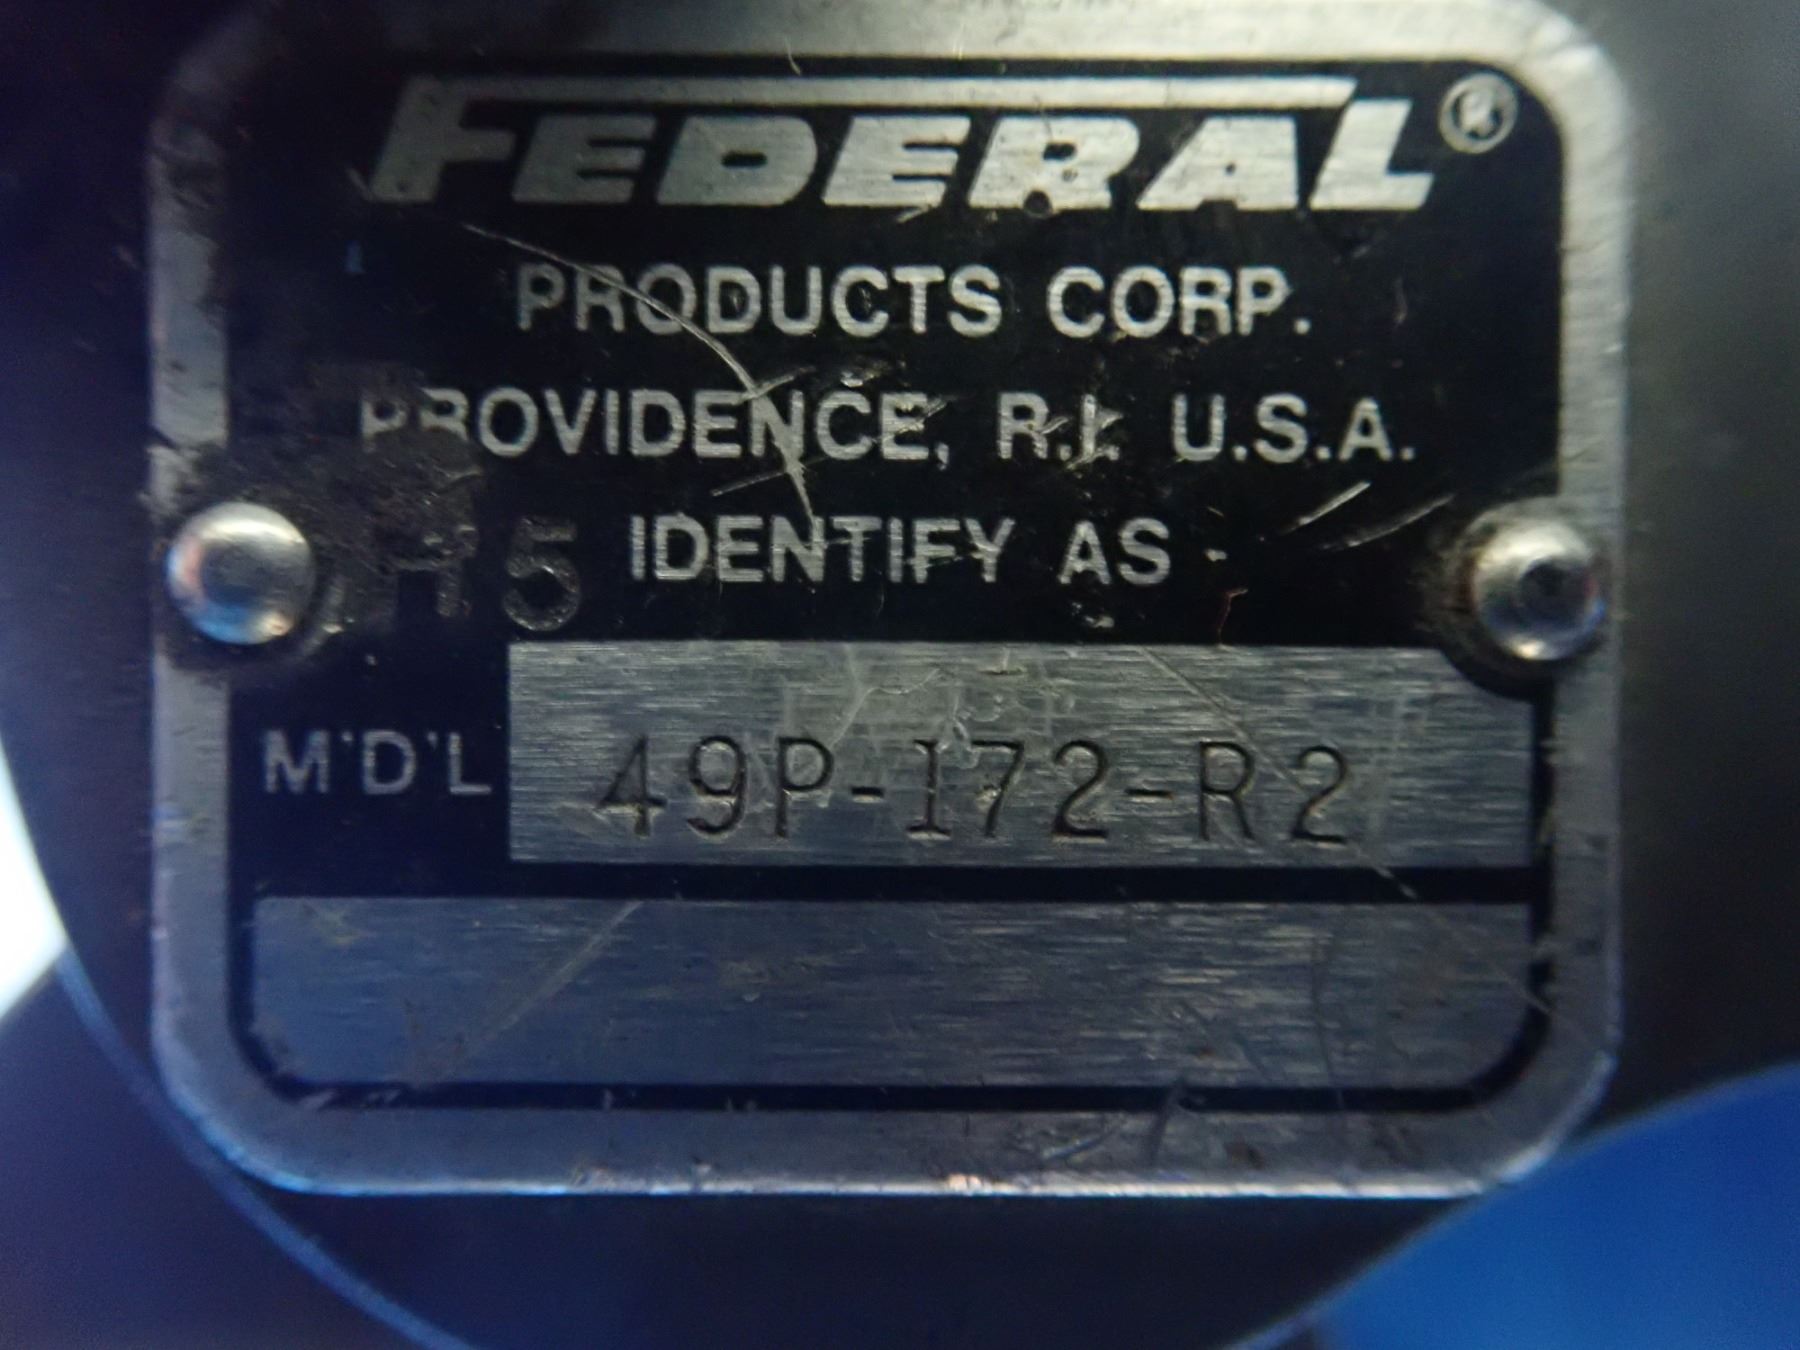 FEDERAL®
PRODUCTS CORP.
PROVIDENCE, R.I. U.S.A.
H5 IDENTIFY AS -
M'D'L 49P-172-R2